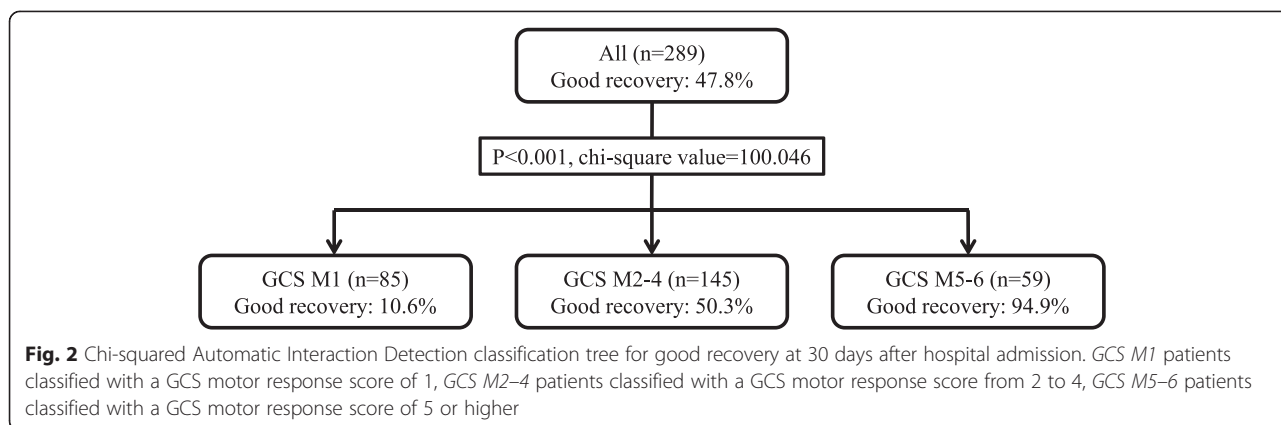 All (n=289)
Good recovery: 47.8%
P<0.001, chi-square value=100.046
GCS M1 (n=85)
Good recovery: 10.6%
GCS M2-4 (n=145)
Good recovery: 50.3%
GCS M5-6 (n=59)
Good recovery: 94.9%
Fig. 2 Chi-squared Automatic Interaction Detection classification tree for good recovery at 30 days after hospital admission. GCS M1 patients
classified with a GCS motor response score of 1, GCS M2–4 patients classified with a GCS motor response score from 2 to 4, GCS M5–6 patients
classified with a GCS motor response score of 5 or higher